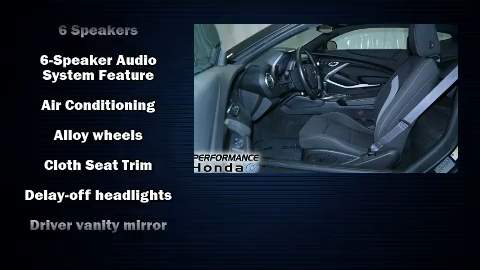 6 Speakers
6-Speaker Audio
System Feature
Air Conditioning
Alloy wheels
Cloth Seat Trim
Delay-off headlights
Driver vanity mirror
PERFORMANCE
Honda